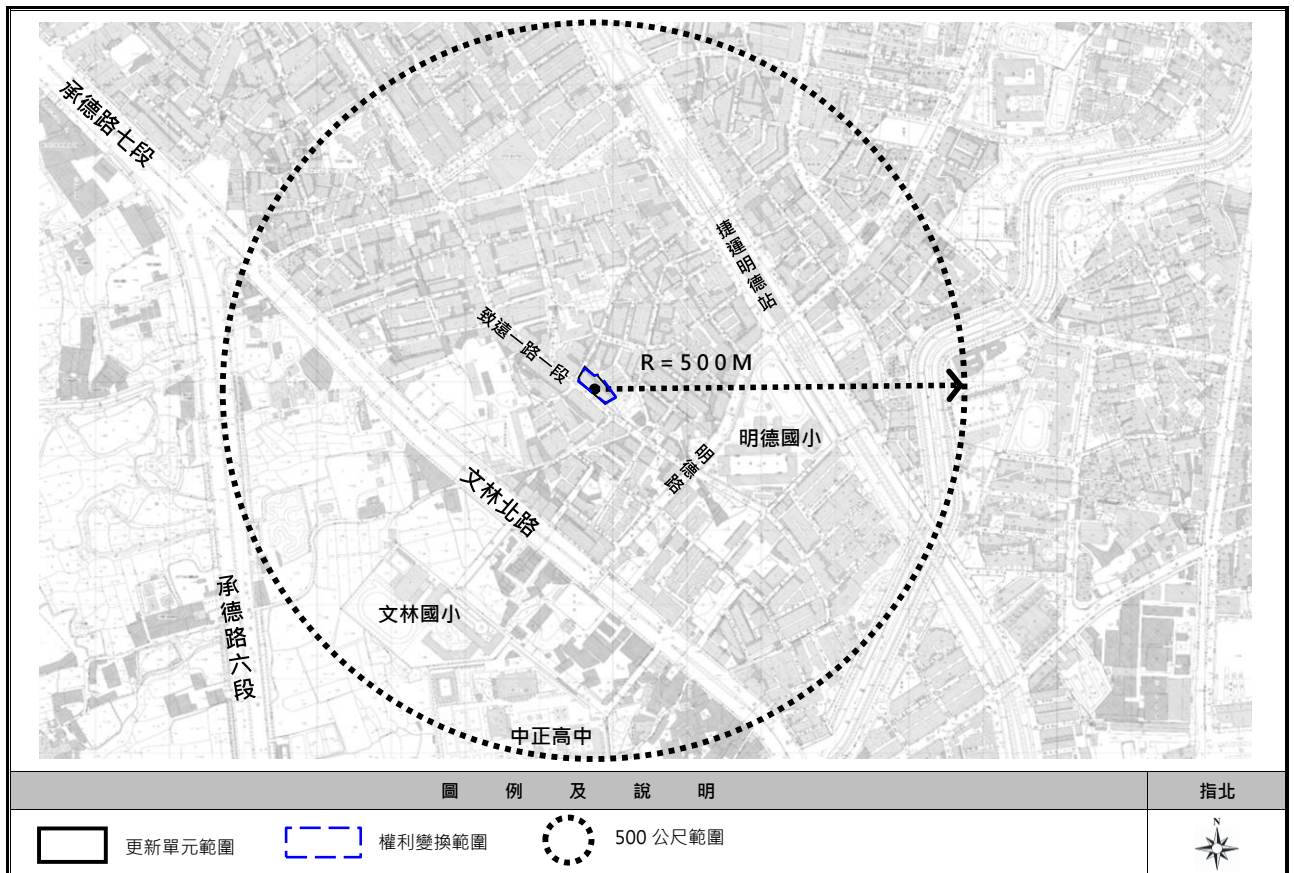 承德路七段
捷運明德站
致遠一路一段
R=500M
明德國小
明德路
文林北路
承德路六段
文林國小
中正高中
圖例及說明
指北
更新單元範圍
權利變換範圍
500 公尺範圍
N